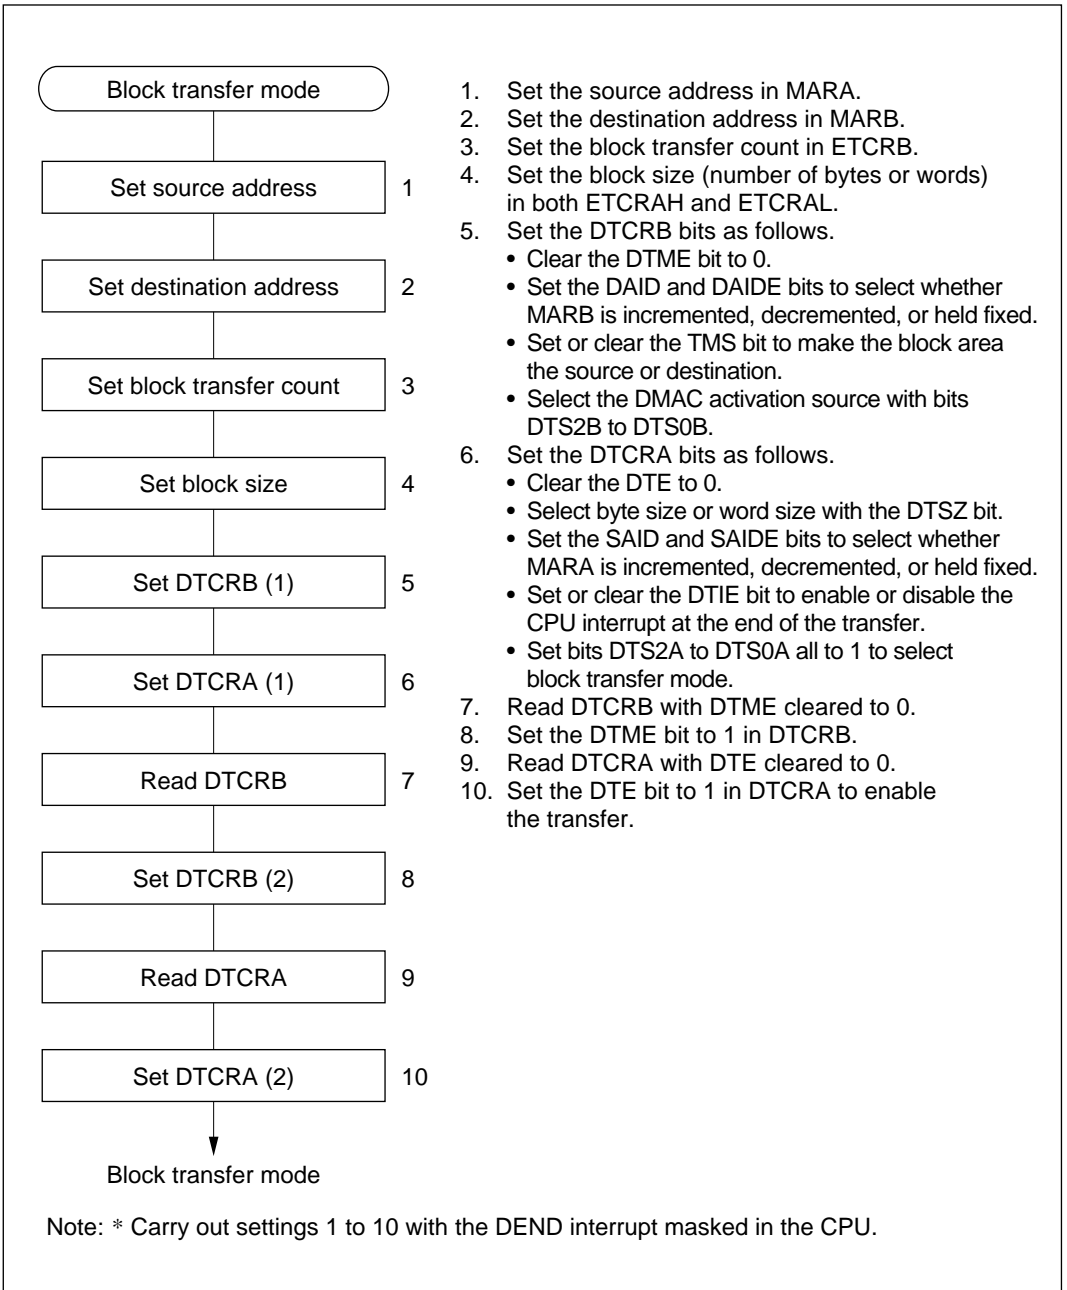 Block transfer mode
Set source address 1
Set destination address 2
Set block transfer count 3
Set block size 4
Set DTCRB (1) 5
Set DTCRA (1) 6
Read DTCRB 7
Set DTCRB (2) 8
Read DTCRA 9
Set DTCRA (2) 10
Block transfer mode
1. Set the source address in MARA.
2. Set the destination address in MARB.
3. Set the block transfer count in ETCRB.
4. Set the block size (number of bytes or words)
in both ETCRAH and ETCRAL.
5. Set the DTCRB bits as follows.
• Clear the DTME bit to 0.
• Set the DAID and DAIDE bits to select whether
MARB is incremented, decremented, or held fixed.
• Set or clear the TMS bit to make the block area
the source or destination.
• Select the DMAC activation source with bits
DTS2B to DTS0B.
6. Set the DTCRA bits as follows.
• Clear the DTE to 0.
• Select byte size or word size with the DTSZ bit.
• Set the SAID and SAIDE bits to select whether
MARA is incremented, decremented, or held fixed.
• Set or clear the DTIE bit to enable or disable the
CPU interrupt at the end of the transfer.
• Set bits DTS2A to DTS0A all to 1 to select
block transfer mode.
7. Read DTCRB with DTME cleared to 0.
8. Set the DTME bit to 1 in DTCRB.
9. Read DTCRA with DTE cleared to 0.
10. Set the DTE bit to 1 in DTCRA to enable
the transfer.
Note: * Carry out settings 1 to 10 with the DEND interrupt masked in the CPU.